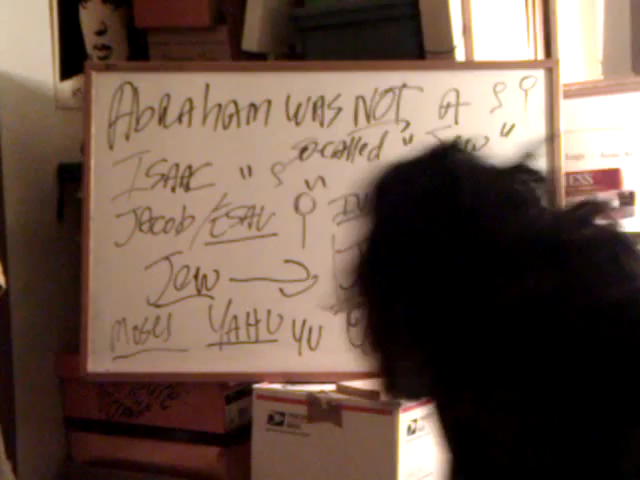 ABRAHAM WAS NOT A
so-called "Jew"
ISAAC "
Jacob/ESAU
Jew
Moses YAHU YU